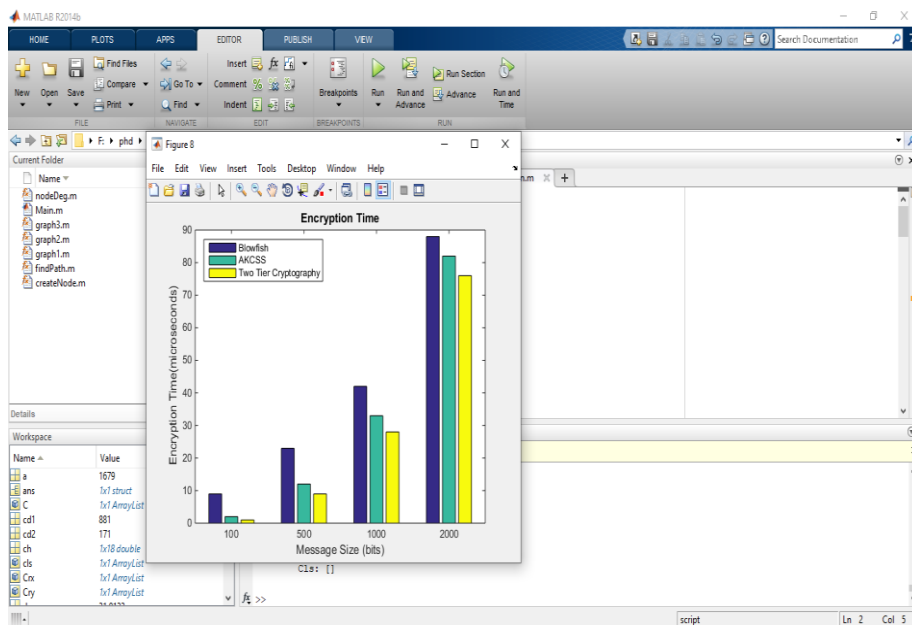 MATLAB R2014b
HOME PLOTS APPS EDITOR PUBLISH VIEW
Search Documentation
New Open Save
Find Files
Compare
Print
Go To
Find
Insert
Comment
Indent
Breakpoints
Run
Run and Advance
Run Section
Advance
Run and Time
FILE NAVIGATE EDIT BREAKPOINTS RUN
F: phd
Current Folder
Name
nodeDeg.m
Main.m
graph3.m
graph2.m
graph1.m
findPath.m
createNode.m
Details
Workspace
Name Value
a 1679
ans 1x1 struct
C 1x1 ArrayList
cd1 881
cd2 171
ch 1x18 double
cls 1x1 ArrayList
Crx 1x1 ArrayList
Cry 1x1 ArrayList
Figure 8
File Edit View Insert Tools Desktop Window Help
Encryption Time
Blowfish
AKCSS
Two Tier Cryptography
Encryption Time(microseconds)
90
80
70
60
50
40
30
20
10
0
100 500 1000 2000
Message Size (bits)
Cls: []
fx >>
script Ln 2 Col 5